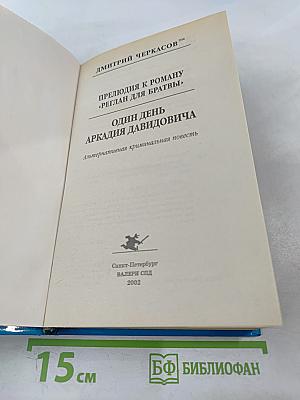 ДМИТРИЙ ЧЕРКАСОВ™
ПРЕЛЮДИЯ К РОМАНУ
«РЕГЛАН ДЛЯ БРАТВЫ»
ОДИН ДЕНЬ
АРКАДИЯ ДАВИДОВИЧА
Альтернативная криминальная повесть
Санкт-Петербург
ВАЛЕРИ СПД
2002
15 см
БФ БИБЛИОФАН